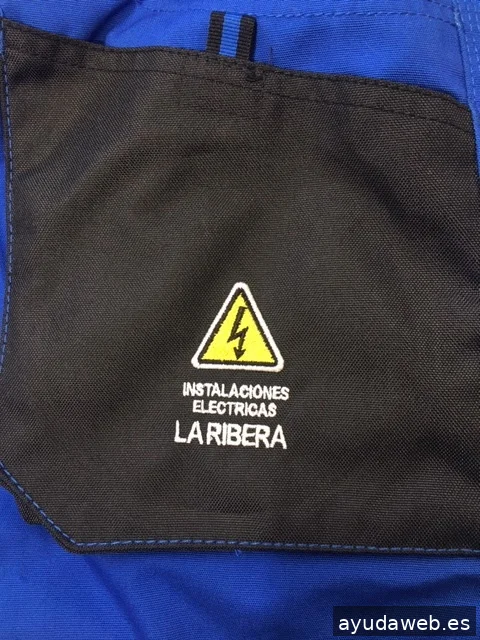 INSTALACIONES
ELECTRICAS
LA RIBERA
ayudaweb.es